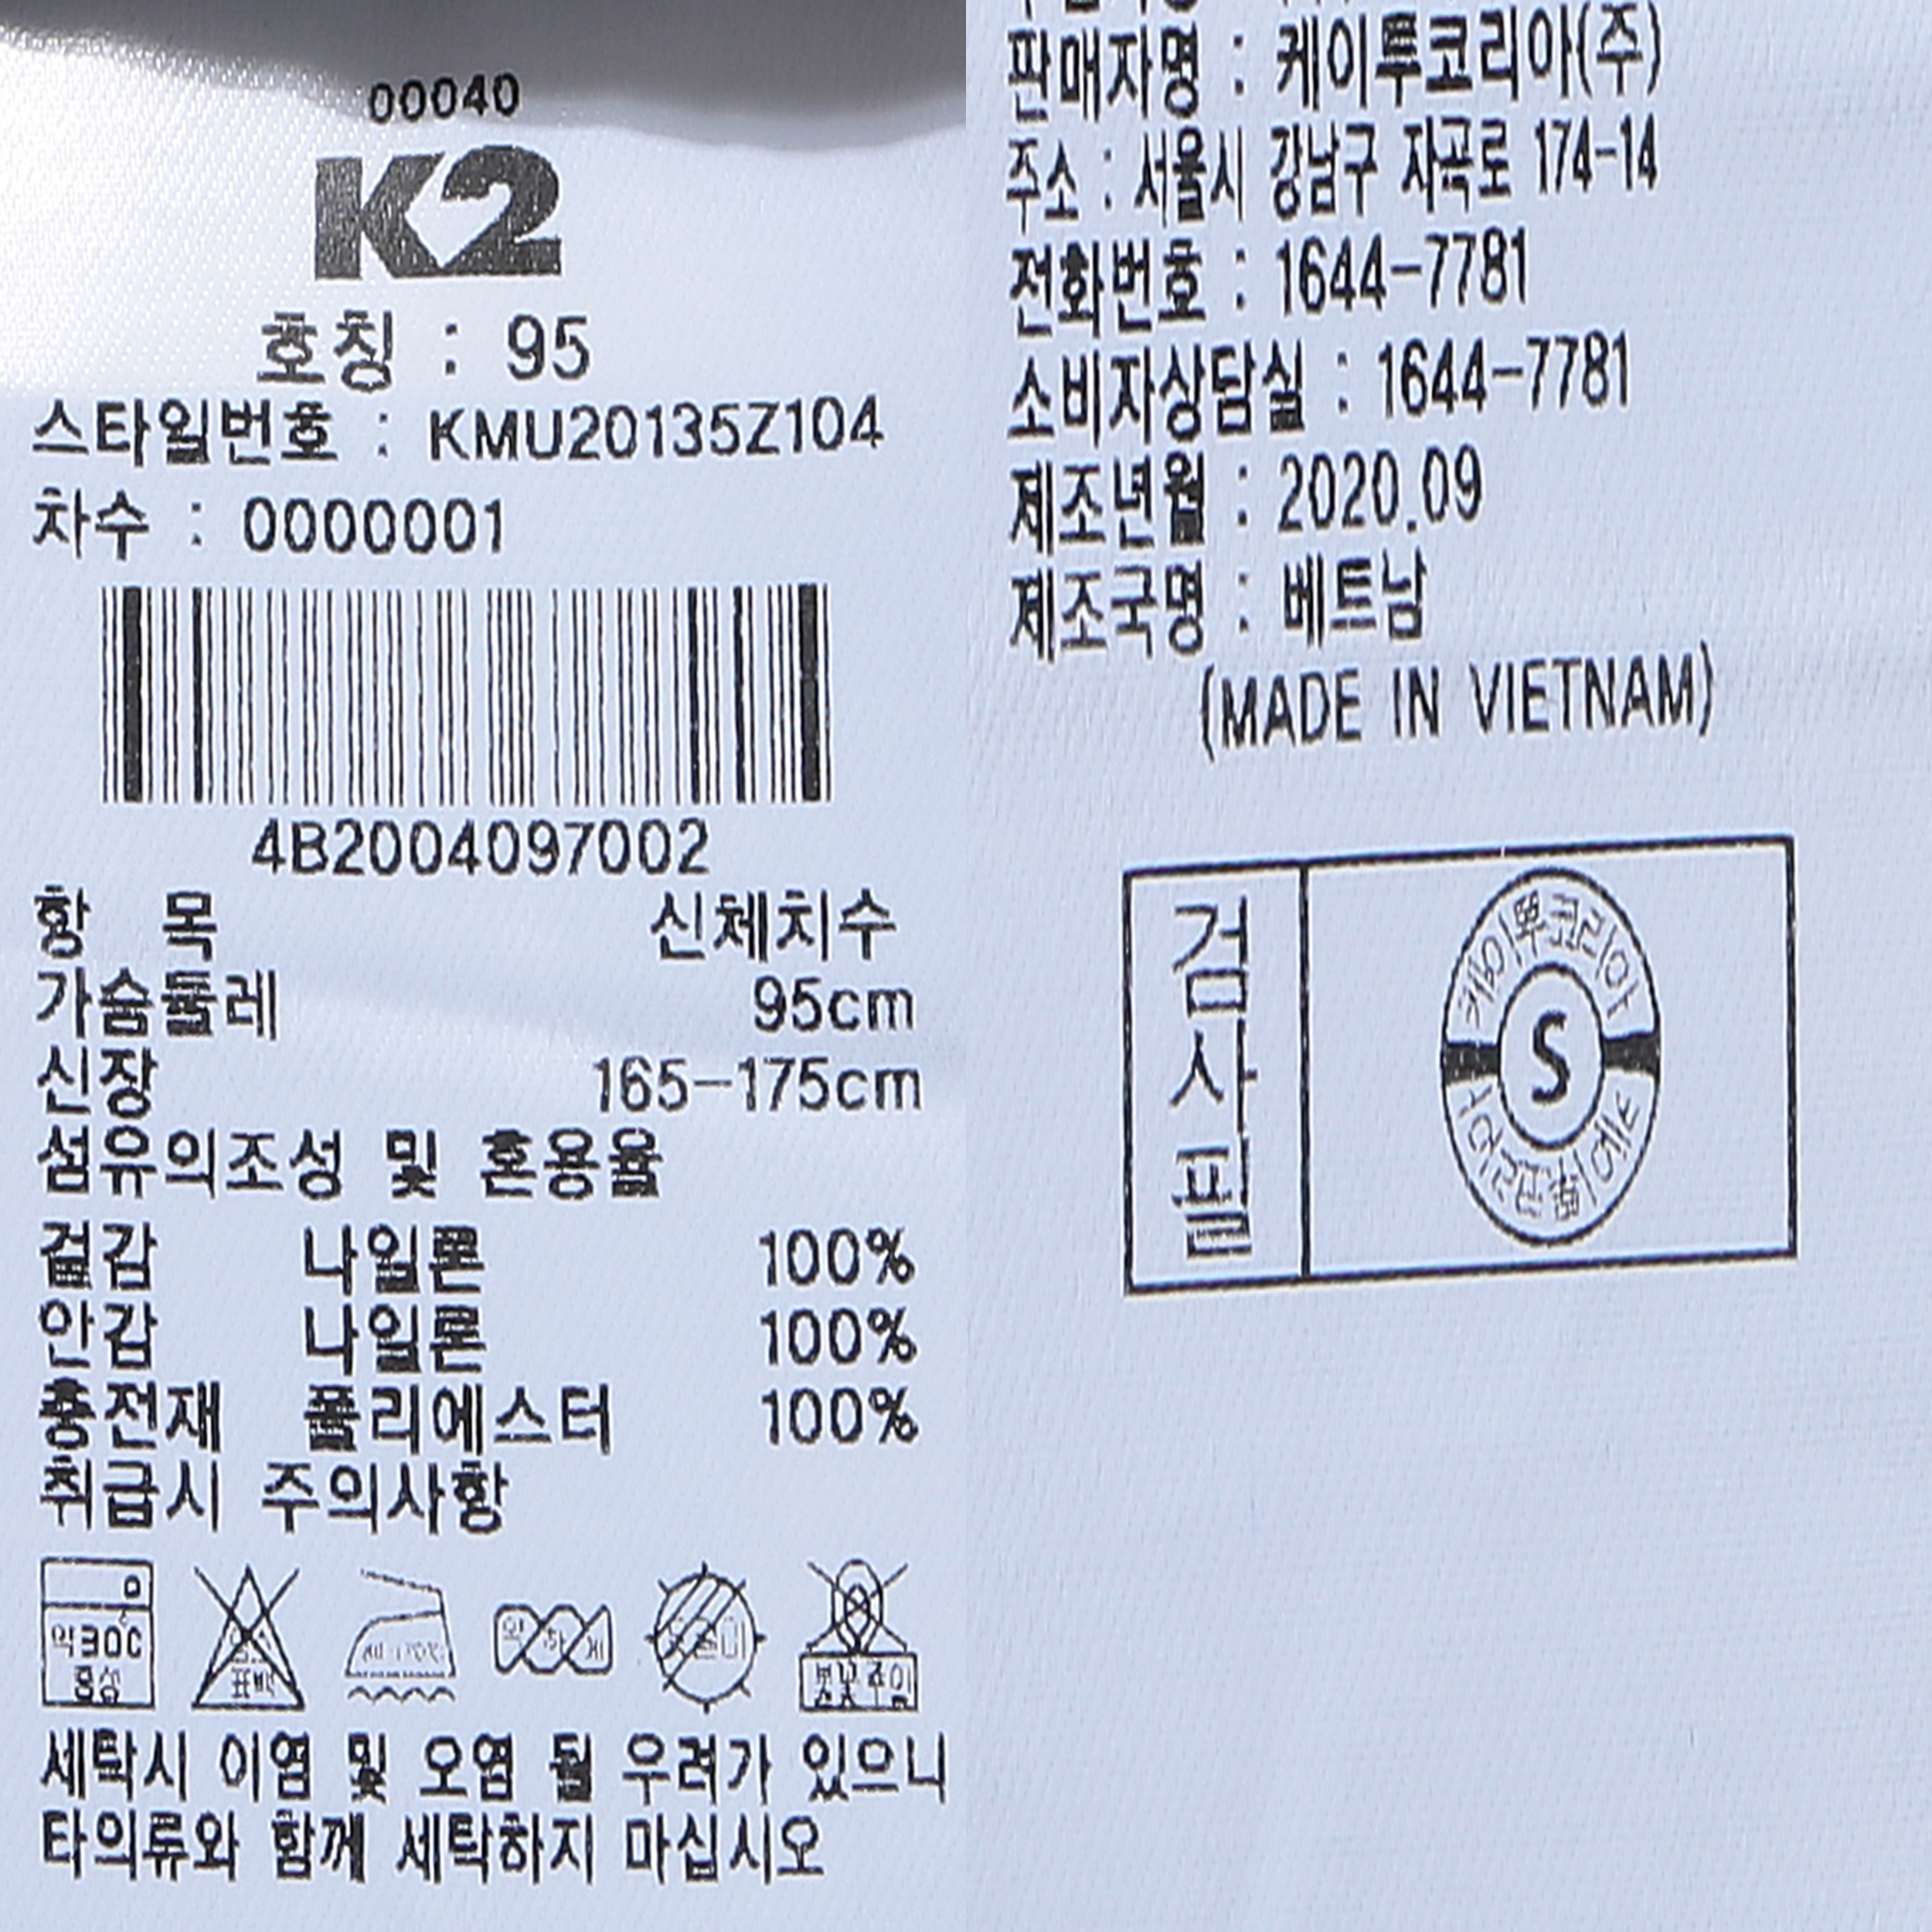 00040
K2
호칭 : 95
스타일번호 : KMU20135Z104
차수 : 0000001
4B2004097002
항 목 신체치수
가슴둘레 95cm
신장 165-175cm
섬유의조성 및 혼용율
겉감 나일론 100%
안감 나일론 100%
충전재 폴리에스터 100%
취급시 주의사항
약30C
중성
표백
세탁시 이염 및 오염 될 우려가 있으니
타의류와 함께 세탁하지 마십시오
판매자명 : 케이투코리아(주)
주소 : 서울시 강남구 자곡로 174-14
전화번호 : 1644-7781
소비자상담실 : 1644-7781
제조년월 : 2020.09
제조국명 : 베트남
(MADE IN VIETNAM)
검사필
케이투코리아
S